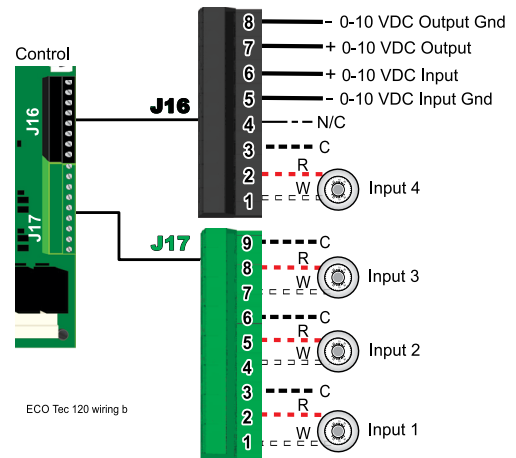 Control
J16
J17
J16
8 – 0-10 VDC Output Gnd
7 + 0-10 VDC Output
6 + 0-10 VDC Input
5 – 0-10 VDC Input Gnd
4 N/C
3 C
2 R
1 W
Input 4
J17
9 C
8 R
7 W
Input 3
6 C
5 R
4 W
Input 2
3 C
2 R
1 W
Input 1
ECO Tec 120 wiring b